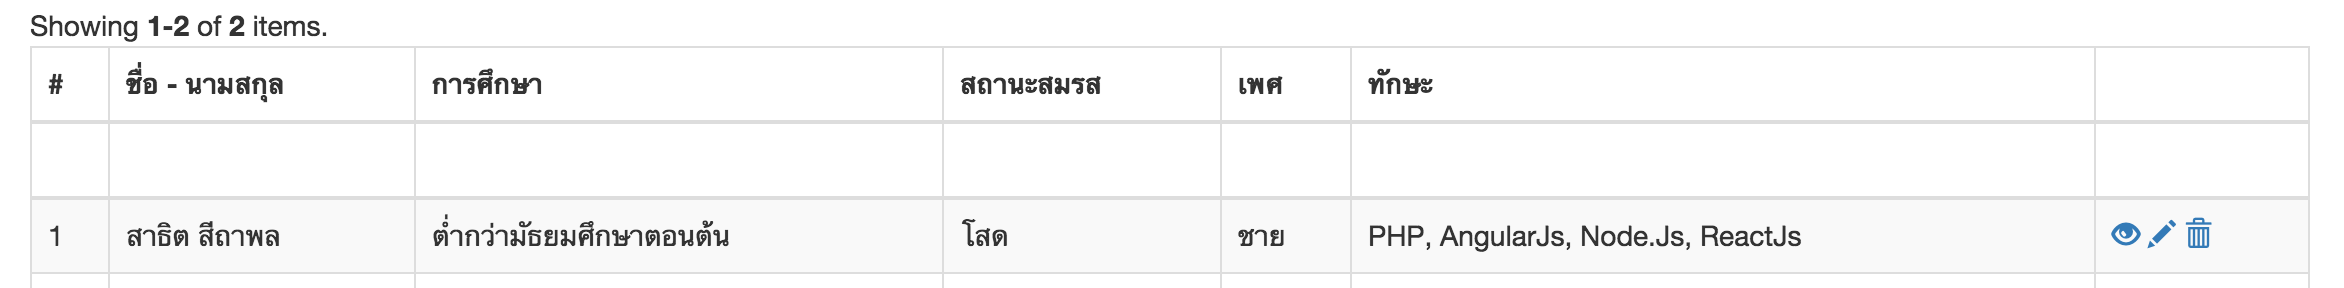 Showing 1-2 of 2 items.
# ชื่อ - นามสกุล การศึกษา สถานะสมรส เพศ ทักษะ
1 สาธิต สีถาพล ต่ำกว่ามัธยมศึกษาตอนต้น โสด ชาย PHP, AngularJs, Node.Js, ReactJs